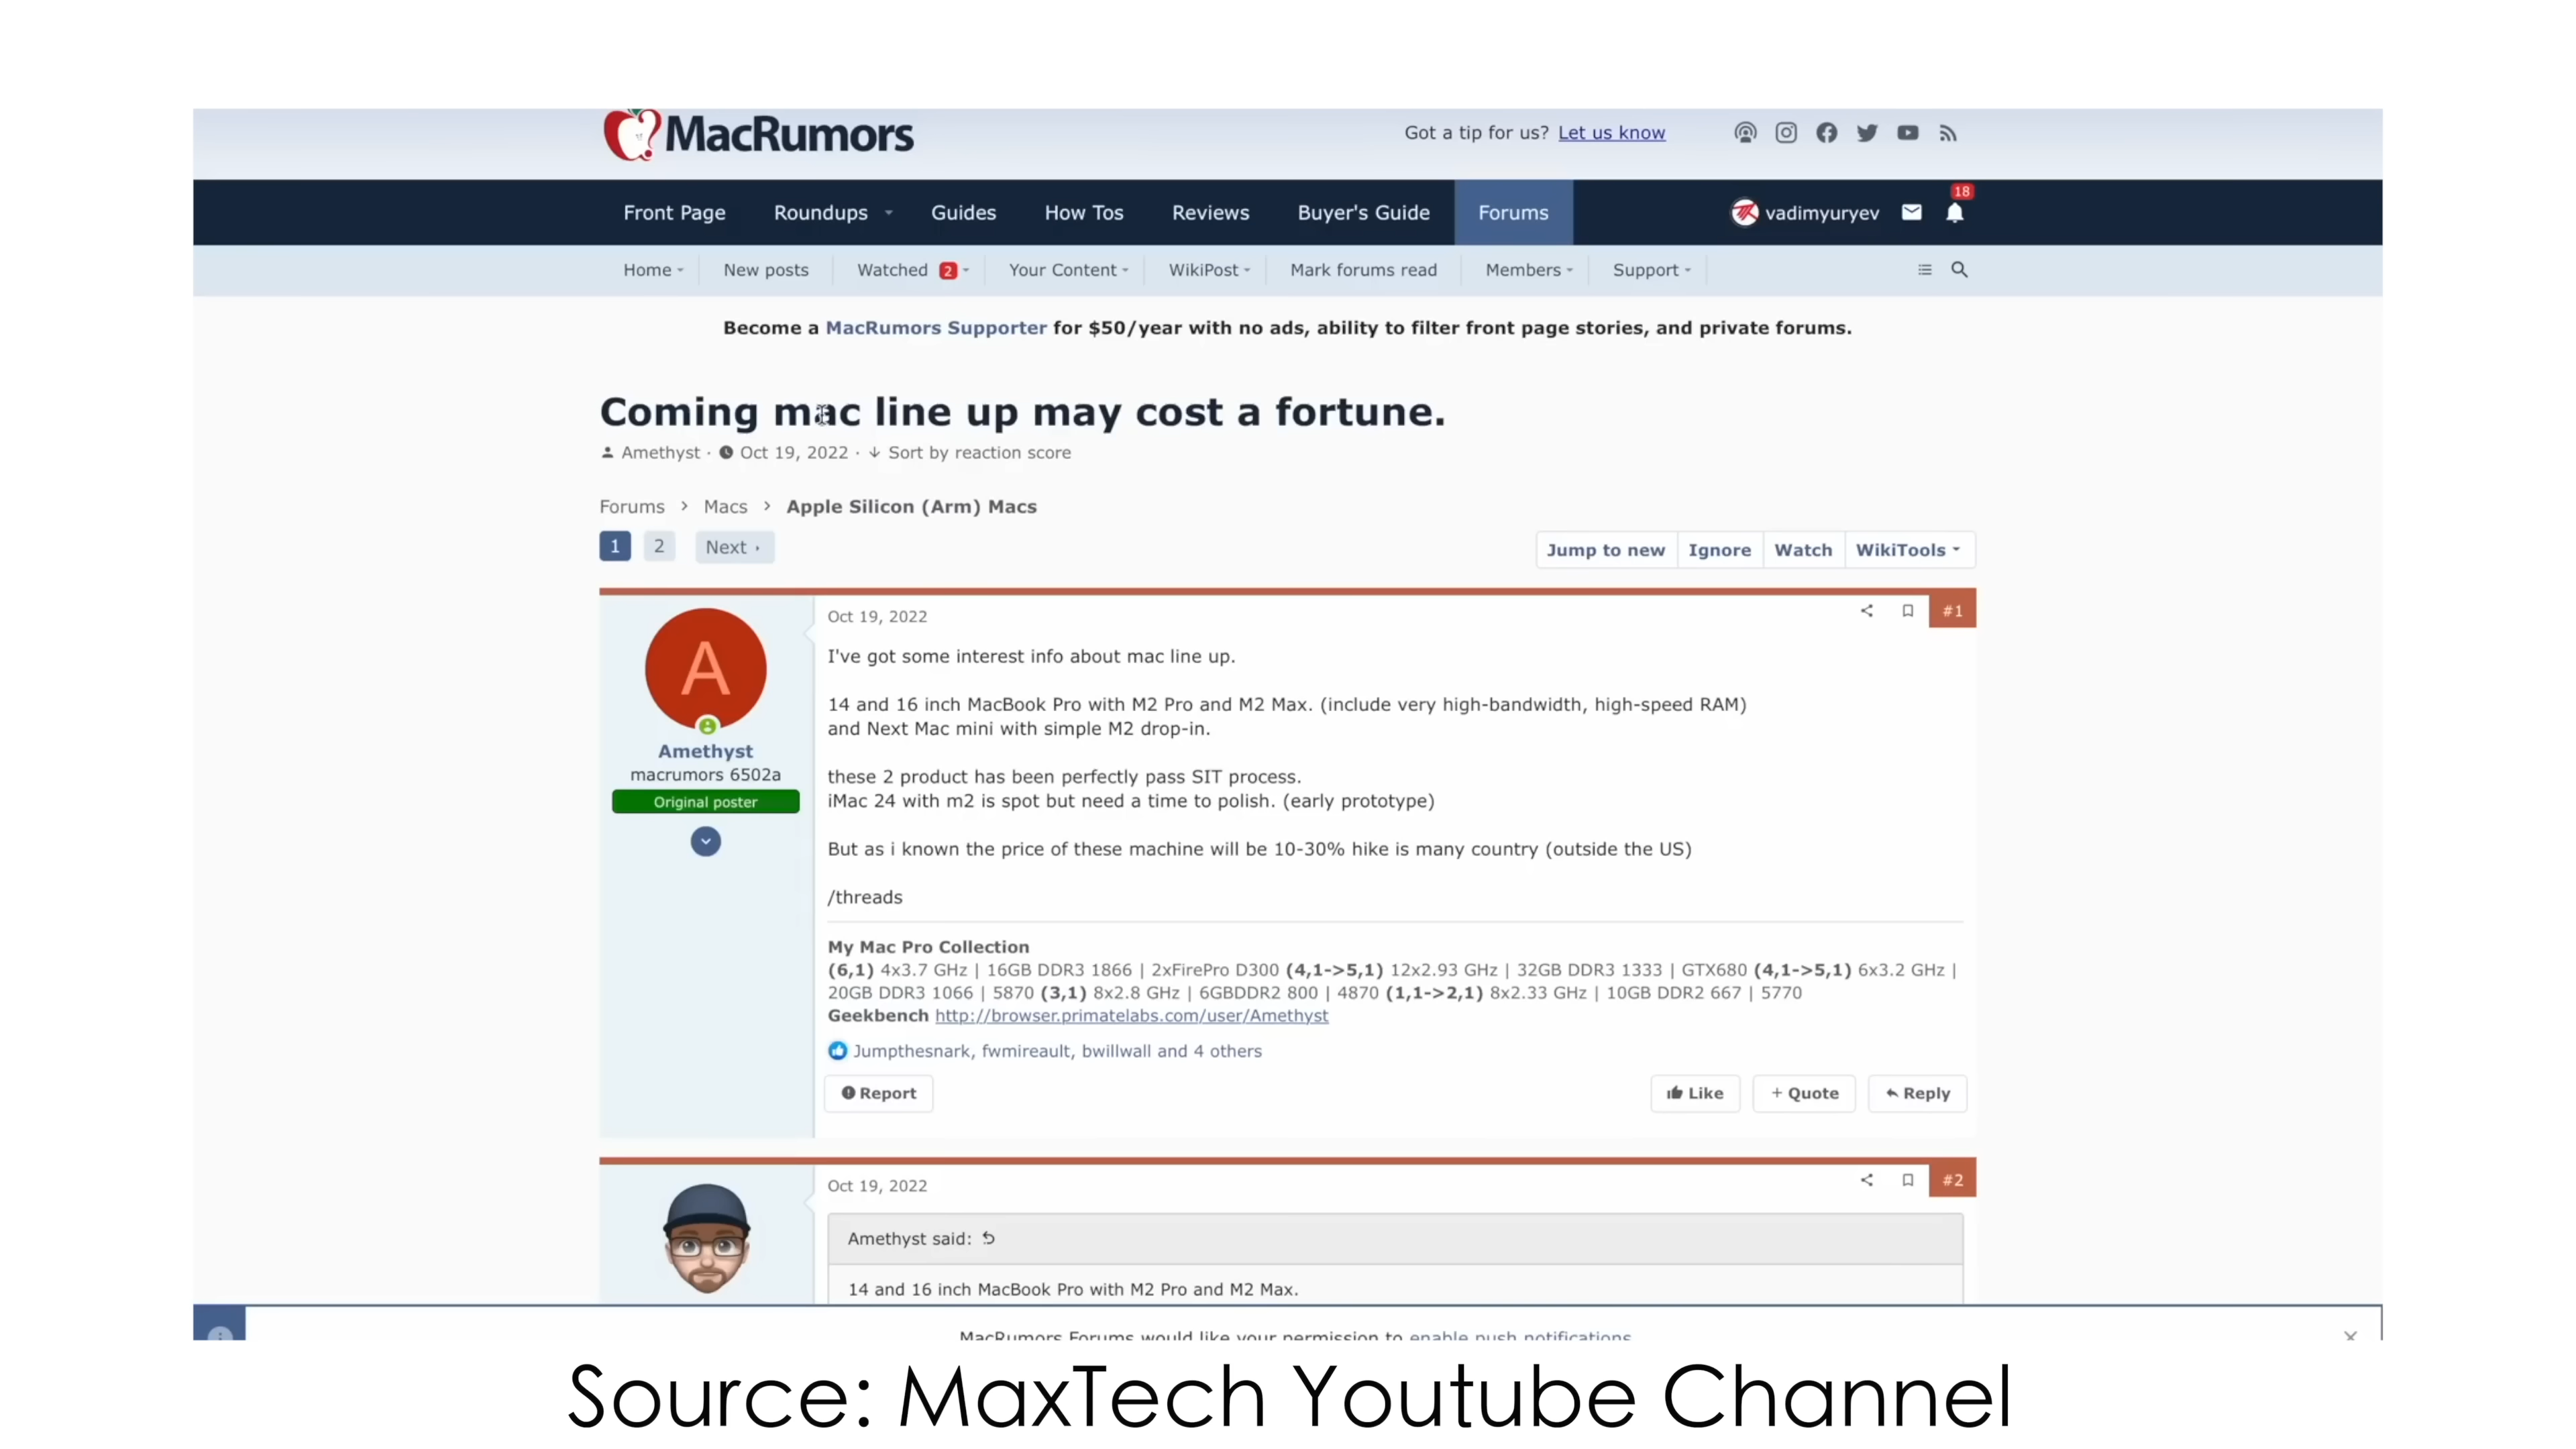 MacRumors
Got a tip for us? Let us know
18
Front Page Roundups Guides How Tos Reviews Buyer's Guide Forums vadimyuryev
Home New posts Watched 2 Your Content WikiPost Mark forums read Members Support
Become a MacRumors Supporter for $50/year with no ads, ability to filter front page stories, and private forums.
Coming mac line up may cost a fortune.
Amethyst · Oct 19, 2022 · Sort by reaction score
Forums > Macs > Apple Silicon (Arm) Macs
1 2 Next ›
Jump to new Ignore Watch WikiTools
Oct 19, 2022 #1
A
Amethyst
macrumors 6502a
Original poster
I've got some interest info about mac line up.
14 and 16 inch MacBook Pro with M2 Pro and M2 Max. (include very high-bandwidth, high-speed RAM)
and Next Mac mini with simple M2 drop-in.
these 2 product has been perfectly pass SIT process.
iMac 24 with m2 is spot but need a time to polish. (early prototype)
But as i known the price of these machine will be 10-30% hike is many country (outside the US)
/threads
My Mac Pro Collection
(6,1) 4x3.7 GHz | 16GB DDR3 1866 | 2xFirePro D300 (4,1->5,1) 12x2.93 GHz | 32GB DDR3 1333 | GTX680 (4,1->5,1) 6x3.2 GHz |
20GB DDR3 1066 | 5870 (3,1) 8x2.8 GHz | 6GBDDR2 800 | 4870 (1,1->2,1) 8x2.33 GHz | 10GB DDR2 667 | 5770
Geekbench http://browser.primatelabs.com/user/Amethyst
Jumpthesnark, fwmireault, bwillwall and 4 others
Report Like + Quote Reply
Oct 19, 2022 #2
Amethyst said:
14 and 16 inch MacBook Pro with M2 Pro and M2 Max.
MacRumors Forums would like your permission to enable push notifications
Source: MaxTech Youtube Channel